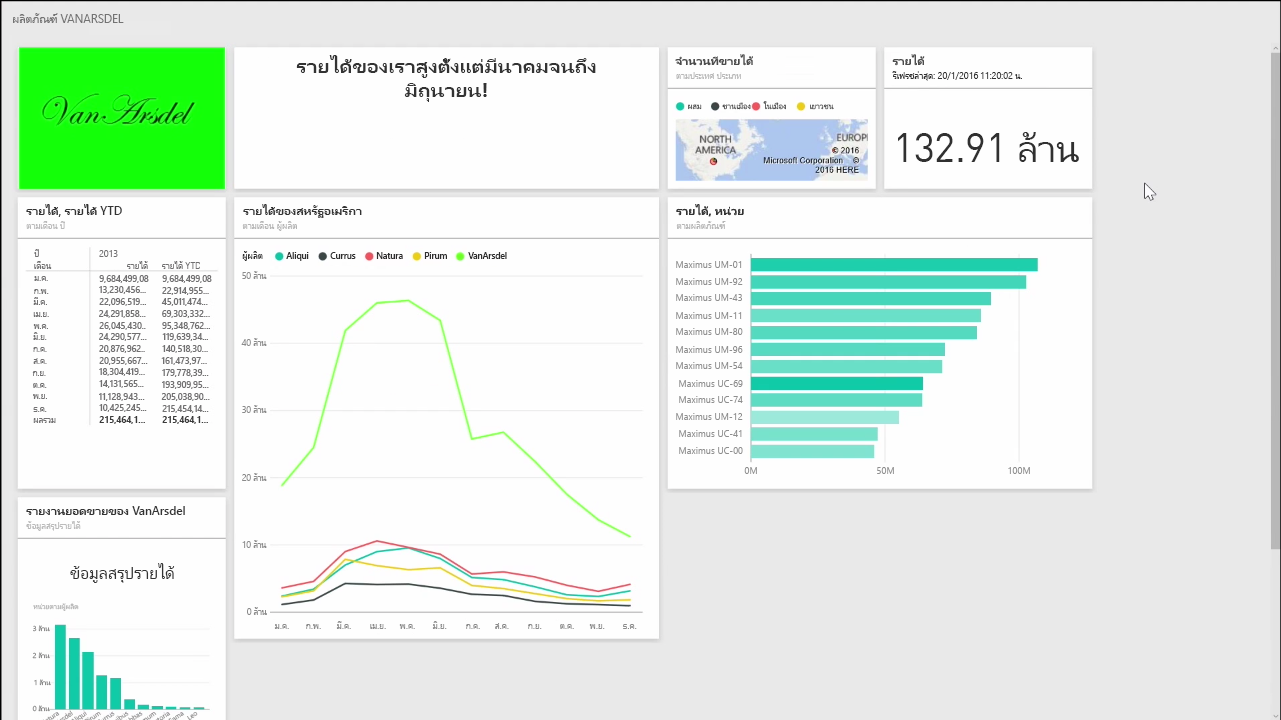 ผลิตภัณฑ์ VANARSDEL
VanArsdel
รายได้ของเราสูงตั้งแต่มีนาคมจนถึง
มิถุนายน!
จำนวนที่ขายได้
ตามประเทศ ประเภท
ผสม ชานเมือง ในเมือง เยาวชน
NORTH
AMERICA
EUROP
© 2016
Microsoft Corporation ©
2016 HERE
รายได้
รีเฟรชล่าสุด: 20/1/2016 11:20:02 น.
132.91 ล้าน
รายได้, รายได้ YTD
ตามเดือน ปี
ปี 2013
เดือน รายได้ รายได้ YTD
ม.ค. 9,684,499,08 9,684,499,08
ก.พ. 13,230,456... 22,914,955...
มี.ค. 22,096,519... 45,011,474...
เม.ย. 24,291,858... 69,303,332...
พ.ค. 26,045,430.. 95,348,762...
มิ.ย. 24,290,577... 119,639,34...
ก.ค. 20,876,962.. 140,518,30...
ส.ค. 20,955,667... 161,473,97...
ก.ย. 18,304,419... 179,778,39...
ต.ค. 14,131,565... 193,909,95...
พ.ย. 11,128,943... 205,038,90...
ธ.ค. 10,425,245... 215,454,14...
ผลรวม 215,464,1... 215,464,1...
รายได้ของสหรัฐอเมริกา
ตามเดือน ผู้ผลิต
ผู้ผลิต Aliqui Currus Natura Pirum VanArsdel
50 ล้าน
40 ล้าน
30 ล้าน
20 ล้าน
10 ล้าน
0 ล้าน
ม.ค. ก.พ. มี.ค. เม.ย. พ.ค. มิ.ย. ก.ค. ส.ค. ก.ย. ต.ค. พ.ย. ธ.ค.
รายได้, หน่วย
ตามผลิตภัณฑ์
Maximus UM-01
Maximus UM-92
Maximus UM-43
Maximus UM-11
Maximus UM-80
Maximus UM-96
Maximus UM-54
Maximus UC-69
Maximus UC-74
Maximus UM-12
Maximus UC-41
Maximus UC-00
0M 50M 100M
รายงานยอดขายของ VanArsdel
ข้อมูลสรุปรายได้
ข้อมูลสรุปรายได้
หน่วยตามผู้ผลิต
3 ล้าน
2 ล้าน
1 ล้าน
0 ล้าน
Aliqui
Leo